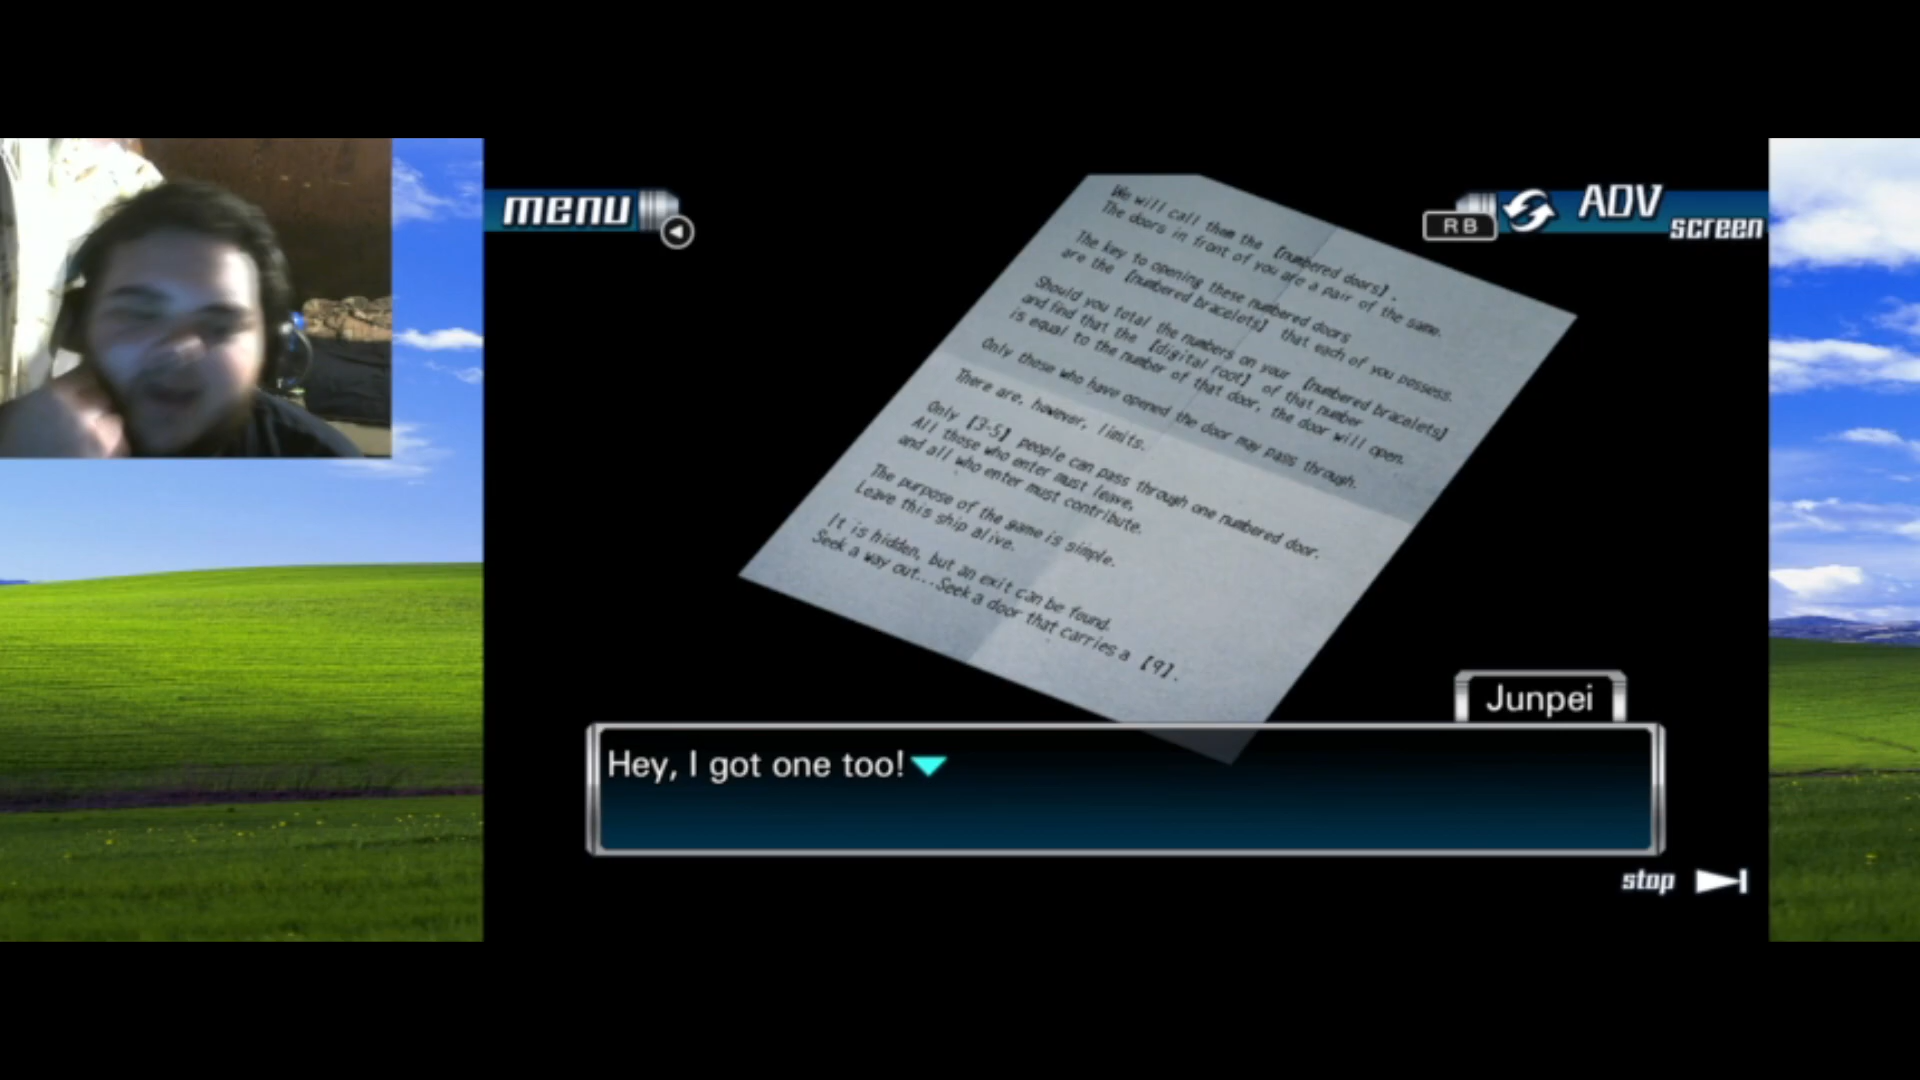 menu
RB
ADV
screen
We will call them the [numbered doors].
The doors in front of you are a pair of the same.
The key to opening these numbered doors
are the [numbered bracelets] that each of you possess.
Should you total the numbers on your [numbered bracelets]
and find that the [digital root] of that number
is equal to the number of that door, the door will open.
Only those who have opened the door may pass through.
There are, however, limits.
Only [3-5] people can pass through one numbered door.
All those who enter must leave,
and all who enter must contribute.
The purpose of the game is simple.
Leave this ship alive.
It is hidden, but an exit can be found.
Seek a way out...Seek a door that carries a [9].
Junpei
Hey, I got one too!
stop